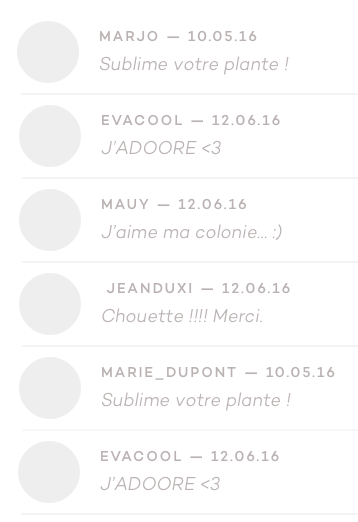 MARJO — 10.05.16
Sublime votre plante !
EVACOOL — 12.06.16
J'ADOORE <3
MAUY — 12.06.16
J'aime ma colonie... :)
JEANDUXI — 12.06.16
Chouette !!!! Merci.
MARIE_DUPONT — 10.05.16
Sublime votre plante !
EVACOOL — 12.06.16
J'ADOORE <3